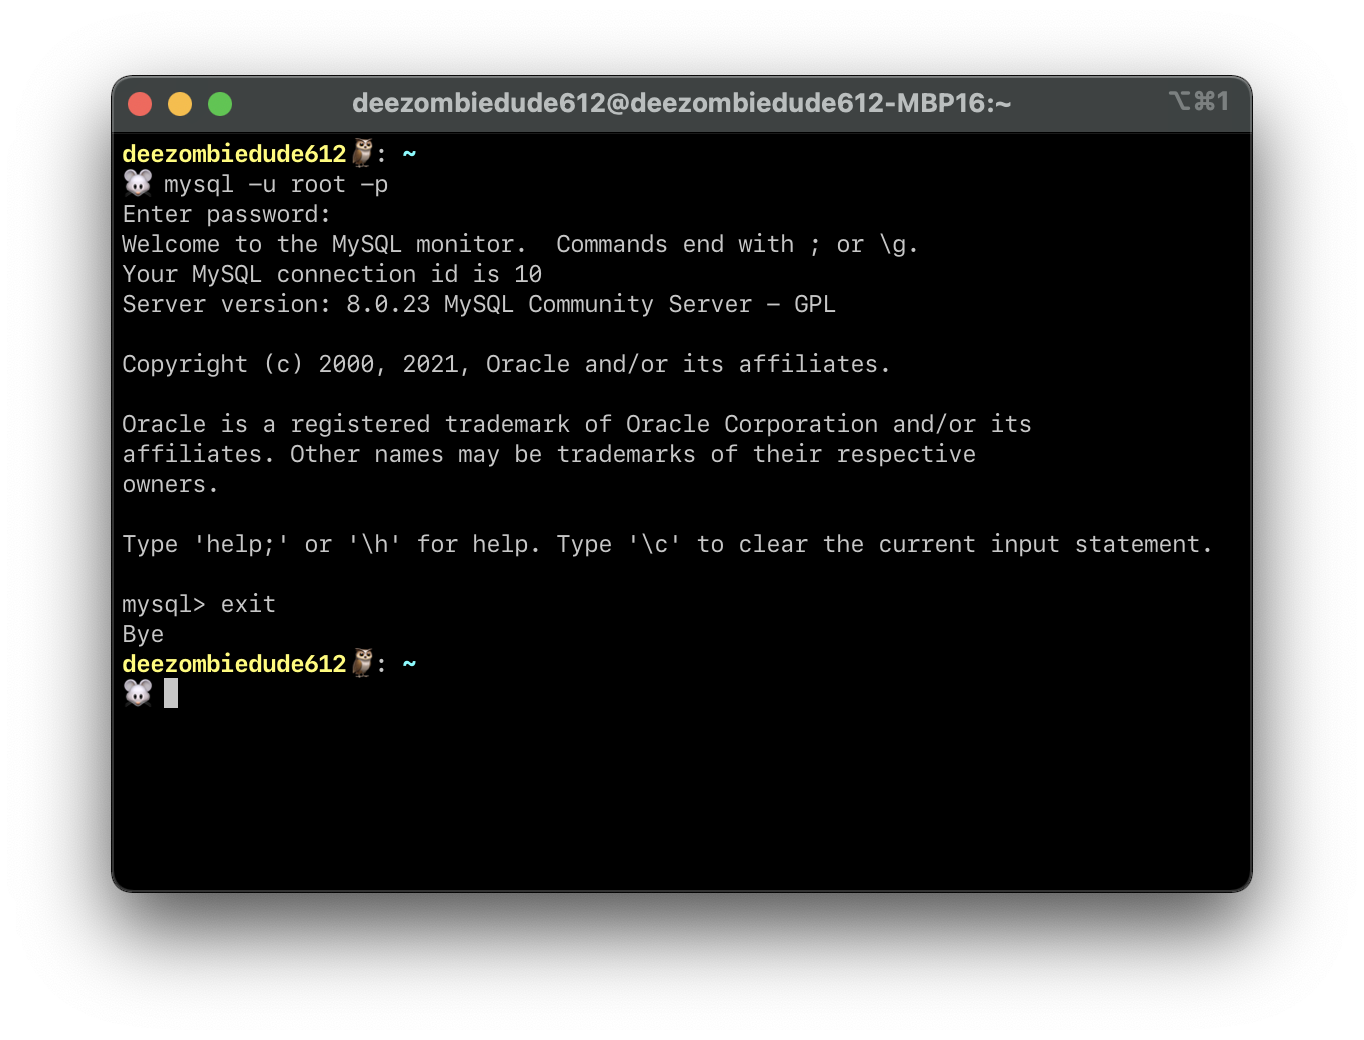 deezombiedude612@deezombiedude612-MBP16:~ ⌥⌘1
deezombiedude612🦉: ~
🐭 mysql -u root -p
Enter password:
Welcome to the MySQL monitor.  Commands end with ; or \g.
Your MySQL connection id is 10
Server version: 8.0.23 MySQL Community Server - GPL

Copyright (c) 2000, 2021, Oracle and/or its affiliates.

Oracle is a registered trademark of Oracle Corporation and/or its
affiliates. Other names may be trademarks of their respective
owners.

Type 'help;' or '\h' for help. Type '\c' to clear the current input statement.

mysql> exit
Bye
deezombiedude612🦉: ~
🐭